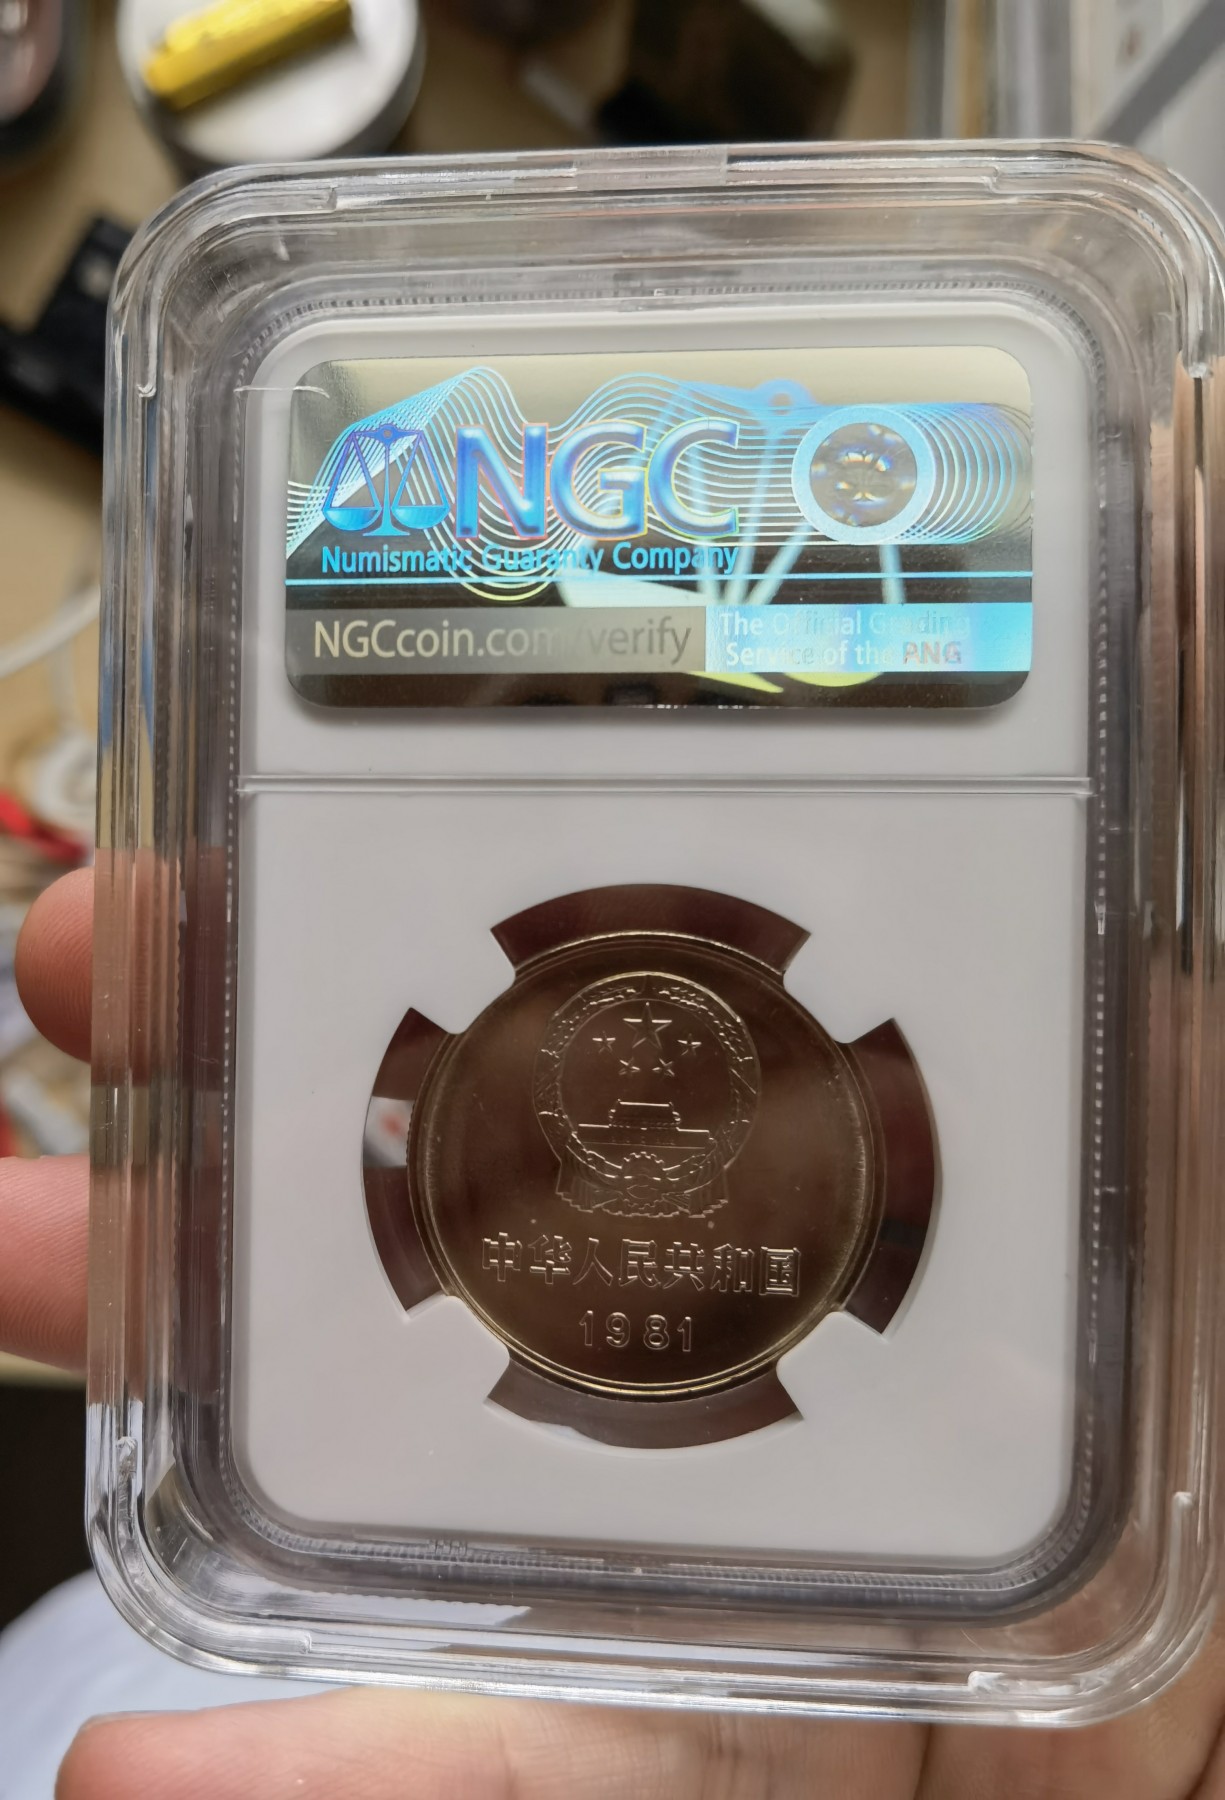 NGC
Numismatic Guaranty Company
NGCcoin.com/verify
The Official Grading
Service of the PNG
中华人民共和国
1981